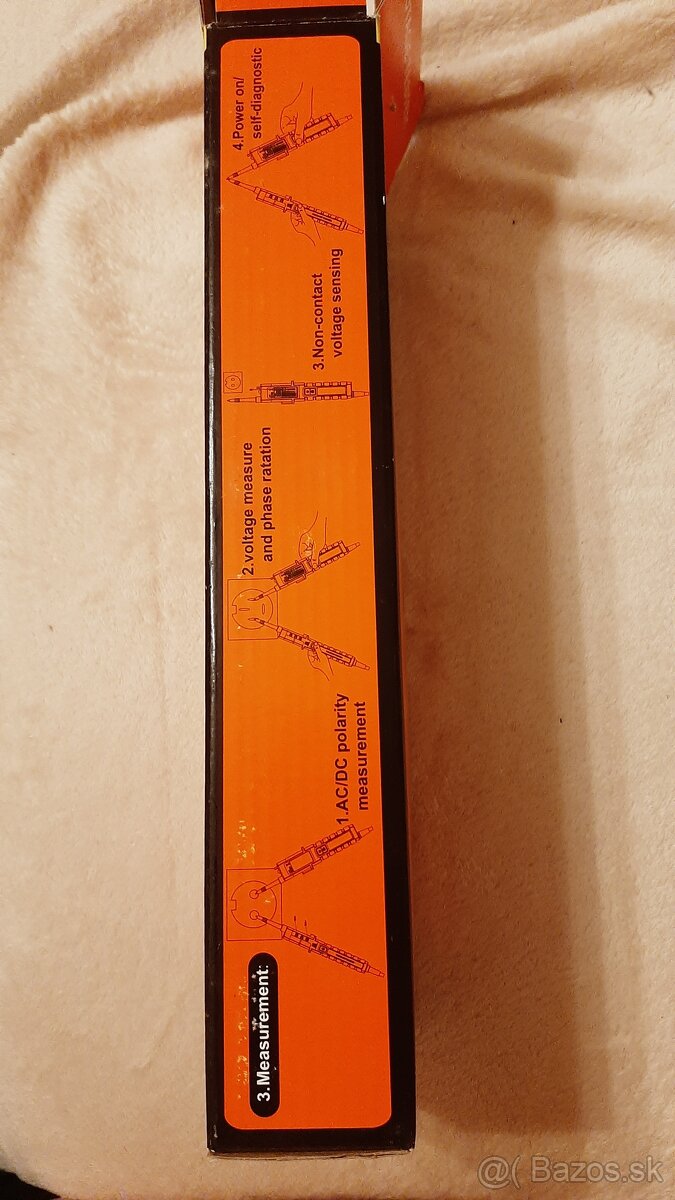 3.Measurement:
1.AC/DC polarity
measurement
2.voltage measure
and phase ratation
3.Non-contact
voltage sensing
4.Power on/
self-diagnostic
@( Bazos.sk